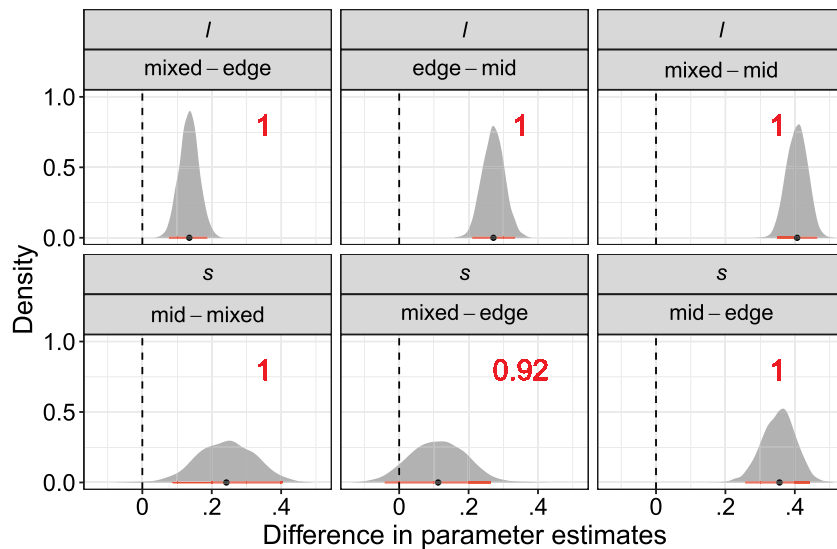 l
l
l
mixed – edge
edge – mid
mixed – mid
1.0
0.5
0.0
1
1
1
s
s
s
mid – mixed
mixed – edge
mid – edge
1.0
0.5
0.0
1
0.92
1
0
.2
.4
0
.2
.4
0
.2
.4
Density
Difference in parameter estimates